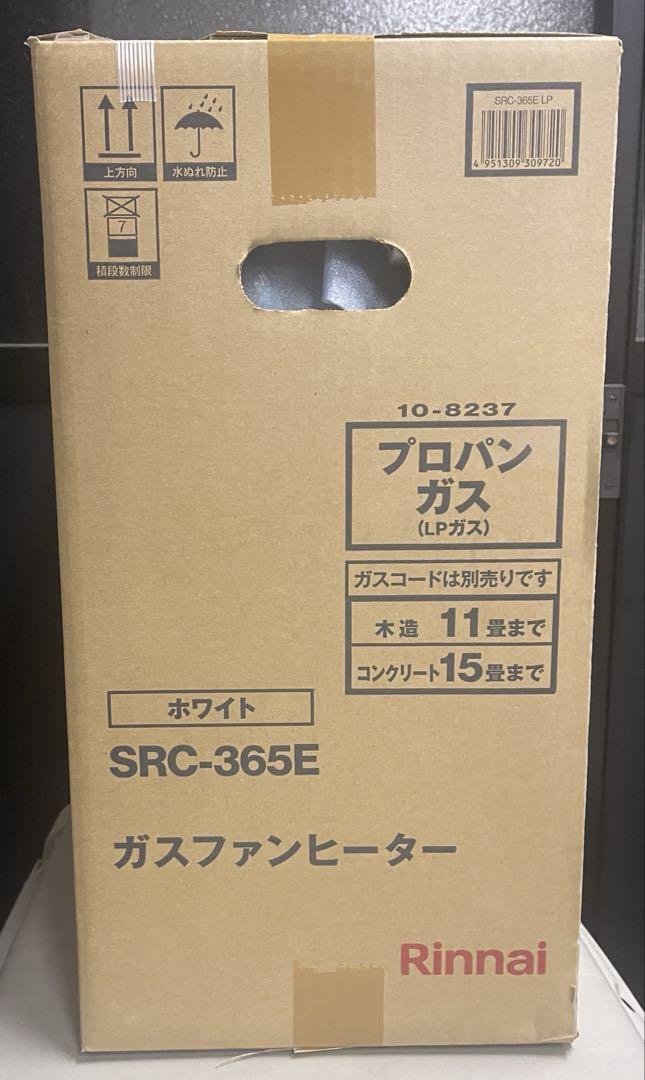 上方向
水ぬれ防止
7
積段数制限
SRC-365E LP
4 951309 309720
10-8237
プロパン
ガス
(LPガス)
ガスコードは別売りです
木造 11畳まで
コンクリート15畳まで
ホワイト
SRC-365E
ガスファンヒーター
Rinnai